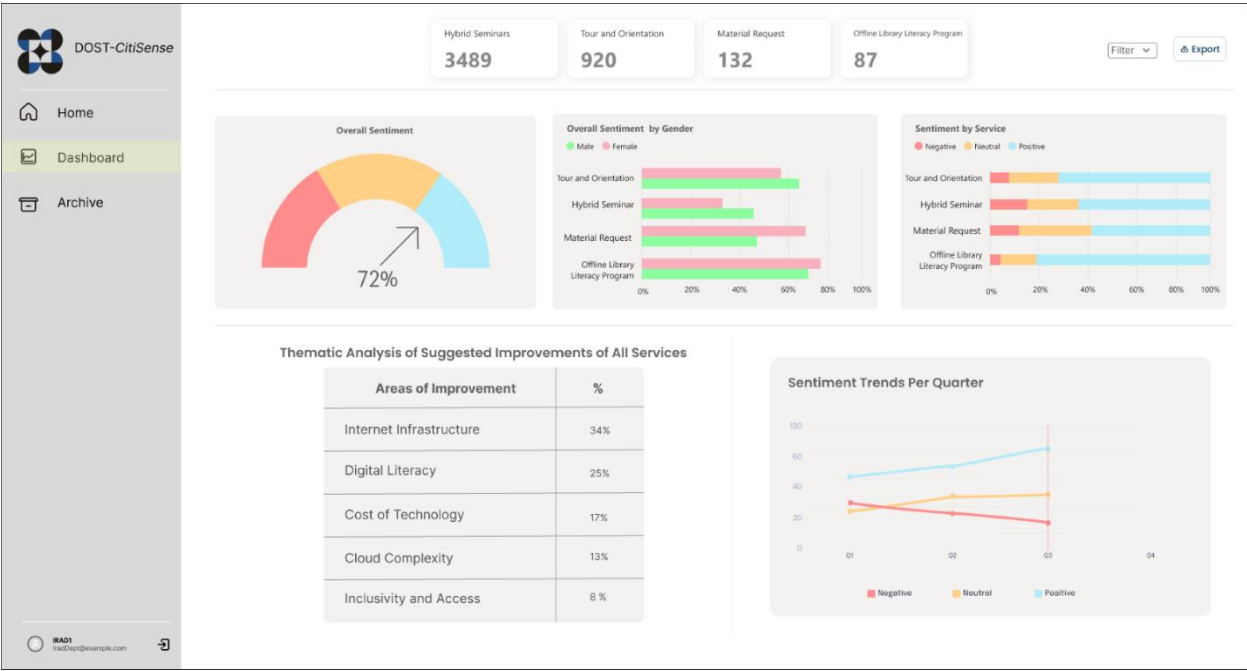 DOST-CitiSense
Home
Dashboard
Archive
IRAD1
IradDept@example.com
Hybrid Seminars
3489
Tour and Orientation
920
Material Request
132
Offline Library Literacy Program
87
Filter
Export
Overall Sentiment
72%
Overall Sentiment by Gender
Male Female
Tour and Orientation
Hybrid Seminar
Material Request
Offline Library
Literacy Program
0% 20% 40% 60% 80% 100%
Sentiment by Service
Negative Neutral Positive
Tour and Orientation
Hybrid Seminar
Material Request
Offline Library
Literacy Program
0% 20% 40% 60% 80% 100%
Thematic Analysis of Suggested Improvements of All Services
Areas of Improvement %
Internet Infrastructure 34%
Digital Literacy 25%
Cost of Technology 17%
Cloud Complexity 13%
Inclusivity and Access 8 %
Sentiment Trends Per Quarter
100
60
40
20
0
Q1 Q2 Q3 Q4
Negative Neutral Positive